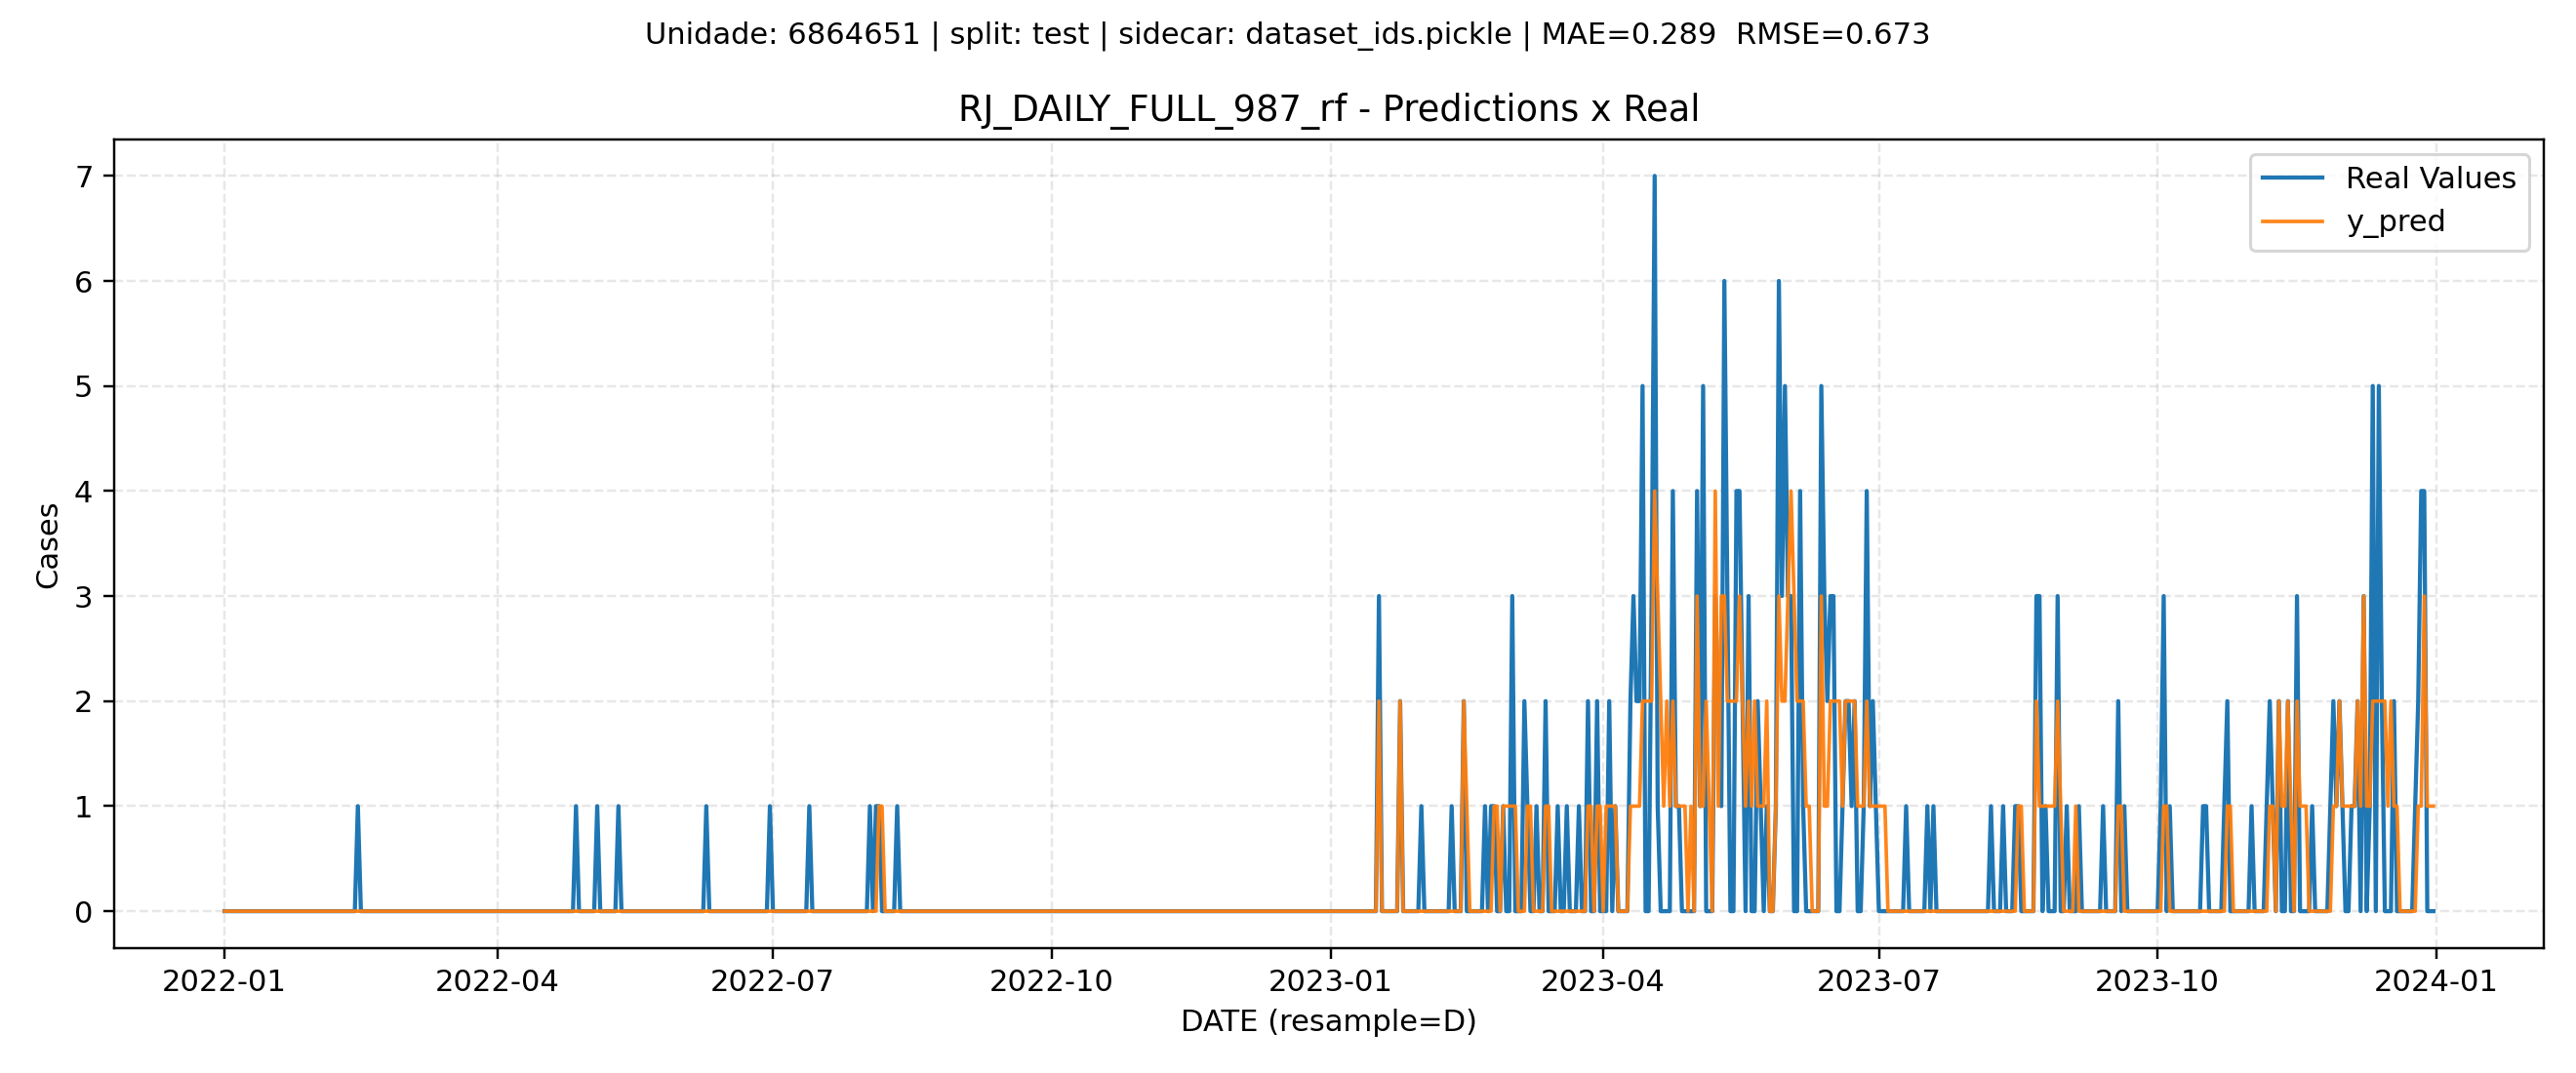 Unidade: 6864651 | split: test | sidecar: dataset_ids.pickle | MAE=0.289  RMSE=0.673
RJ_DAILY_FULL_987_rf - Predictions x Real
Real Values
y_pred
Cases
7
6
5
4
3
2
1
0
2022-01 2022-04 2022-07 2022-10 2023-01 2023-04 2023-07 2023-10 2024-01
DATE (resample=D)